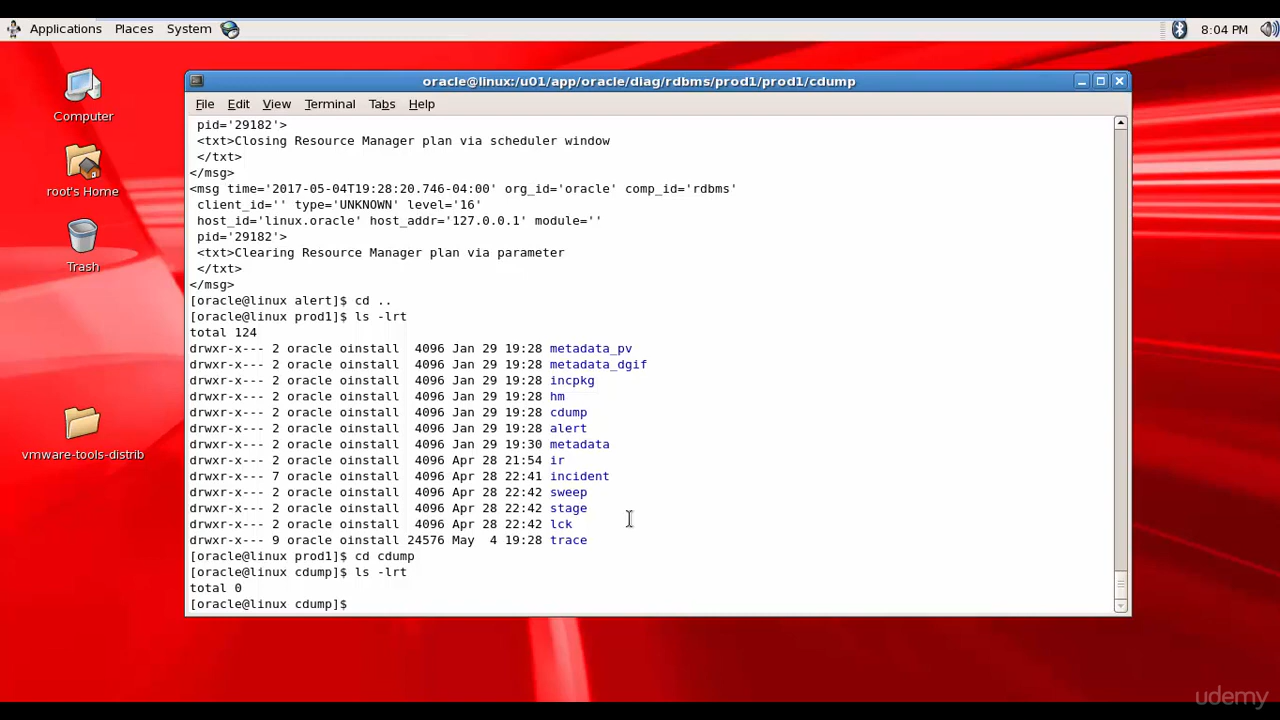 Applications Places System 8:04 PM
Computer
root's Home
Trash
vmware-tools-distrib
oracle@linux:/u01/app/oracle/diag/rdbms/prod1/prod1/cdump
File Edit View Terminal Tabs Help
pid='29182'>
<txt>Closing Resource Manager plan via scheduler window
</txt>
</msg>
<msg time='2017-05-04T19:28:20.746-04:00' org_id='oracle' comp_id='rdbms'
client_id='' type='UNKNOWN' level='16'
host_id='linux.oracle' host_addr='127.0.0.1' module=''
pid='29182'>
<txt>Clearing Resource Manager plan via parameter
</txt>
</msg>
[oracle@linux alert]$ cd ..
[oracle@linux prod1]$ ls -lrt
total 124
drwxr-x--- 2 oracle oinstall 4096 Jan 29 19:28 metadata_pv
drwxr-x--- 2 oracle oinstall 4096 Jan 29 19:28 metadata_dgif
drwxr-x--- 2 oracle oinstall 4096 Jan 29 19:28 incpkg
drwxr-x--- 2 oracle oinstall 4096 Jan 29 19:28 hm
drwxr-x--- 2 oracle oinstall 4096 Jan 29 19:28 cdump
drwxr-x--- 2 oracle oinstall 4096 Jan 29 19:28 alert
drwxr-x--- 2 oracle oinstall 4096 Jan 29 19:30 metadata
drwxr-x--- 2 oracle oinstall 4096 Apr 28 21:54 ir
drwxr-x--- 7 oracle oinstall 4096 Apr 28 22:41 incident
drwxr-x--- 2 oracle oinstall 4096 Apr 28 22:42 sweep
drwxr-x--- 2 oracle oinstall 4096 Apr 28 22:42 stage
drwxr-x--- 2 oracle oinstall 4096 Apr 28 22:42 lck
drwxr-x--- 9 oracle oinstall 24576 May 4 19:28 trace
[oracle@linux prod1]$ cd cdump
[oracle@linux cdump]$ ls -lrt
total 0
[oracle@linux cdump]$
udemy